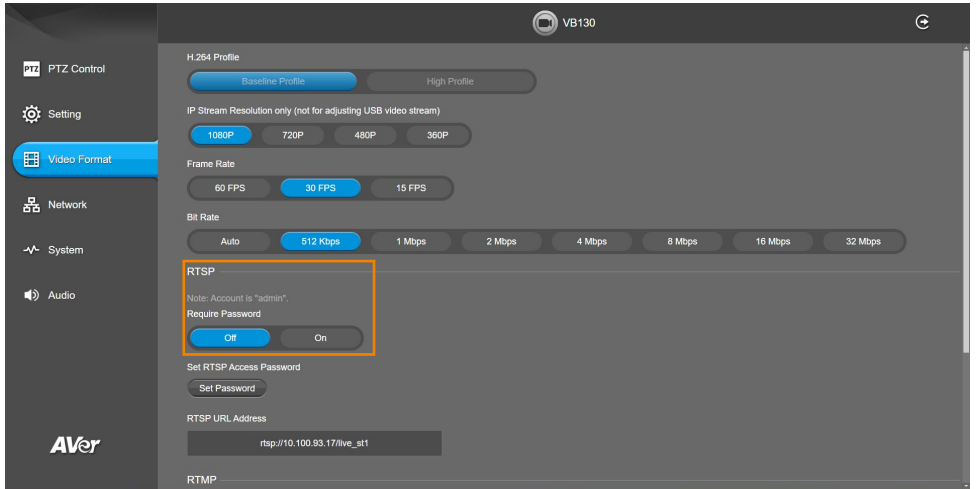 VB130
PTZ PTZ Control
Setting
Video Format
Network
System
Audio
AVer
H.264 Profile
Baseline Profile High Profile
IP Stream Resolution only (not for adjusting USB video stream)
1080P 720P 480P 360P
Frame Rate
60 FPS 30 FPS 15 FPS
Bit Rate
Auto 512 Kbps 1 Mbps 2 Mbps 4 Mbps 8 Mbps 16 Mbps 32 Mbps
RTSP
Note: Account is "admin".
Require Password
Off On
Set RTSP Access Password
Set Password
RTSP URL Address
rtsp://10.100.93.17/live_st1
RTMP